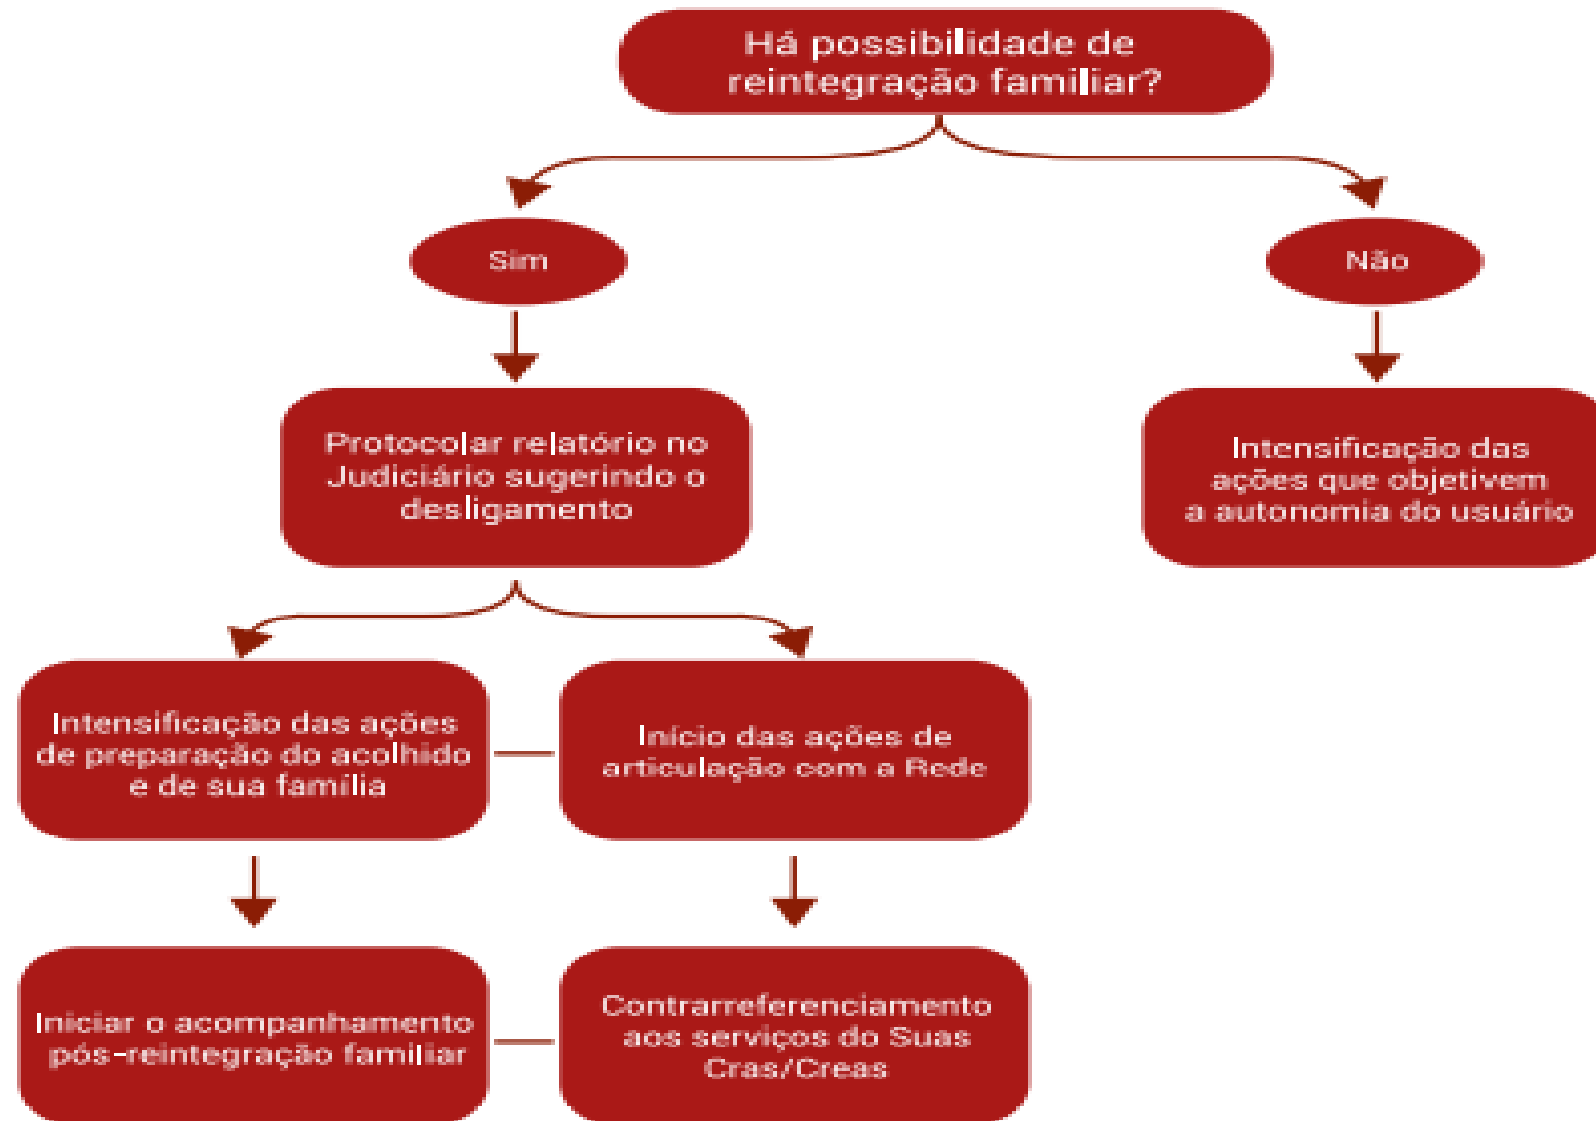 Há possibilidade de
reintegração familiar?
Sim
Não
Protocolar relatório no
Judiciário sugerindo o
desligamento
Intensificação das
ações que objetivem
a autonomia do usuário
Intensificação das ações
de preparação do acolhido
e de sua família
Início das ações de
articulação com a Rede
Iniciar o acompanhamento
pós-reintegração familiar
Contrarreferenciamento
aos serviços do Suas
Cras/Creas